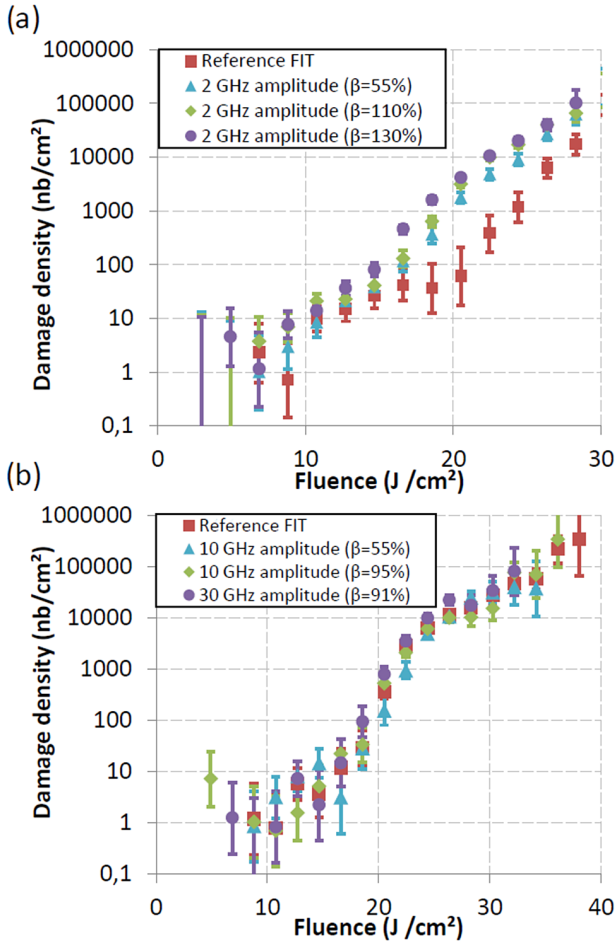 (a)
1000000
100000
10000
1000
100
10
1
0,1
Damage density (nb/cm²)
Reference FIT
2 GHz amplitude (β=55%)
2 GHz amplitude (β=110%)
2 GHz amplitude (β=130%)
0 10 20 30
Fluence (J /cm²)
(b)
1000000
100000
10000
1000
100
10
1
0,1
Damage density (nb/cm²)
Reference FIT
10 GHz amplitude (β=55%)
10 GHz amplitude (β=95%)
30 GHz amplitude (β=91%)
0 10 20 30 40
Fluence (J /cm²)